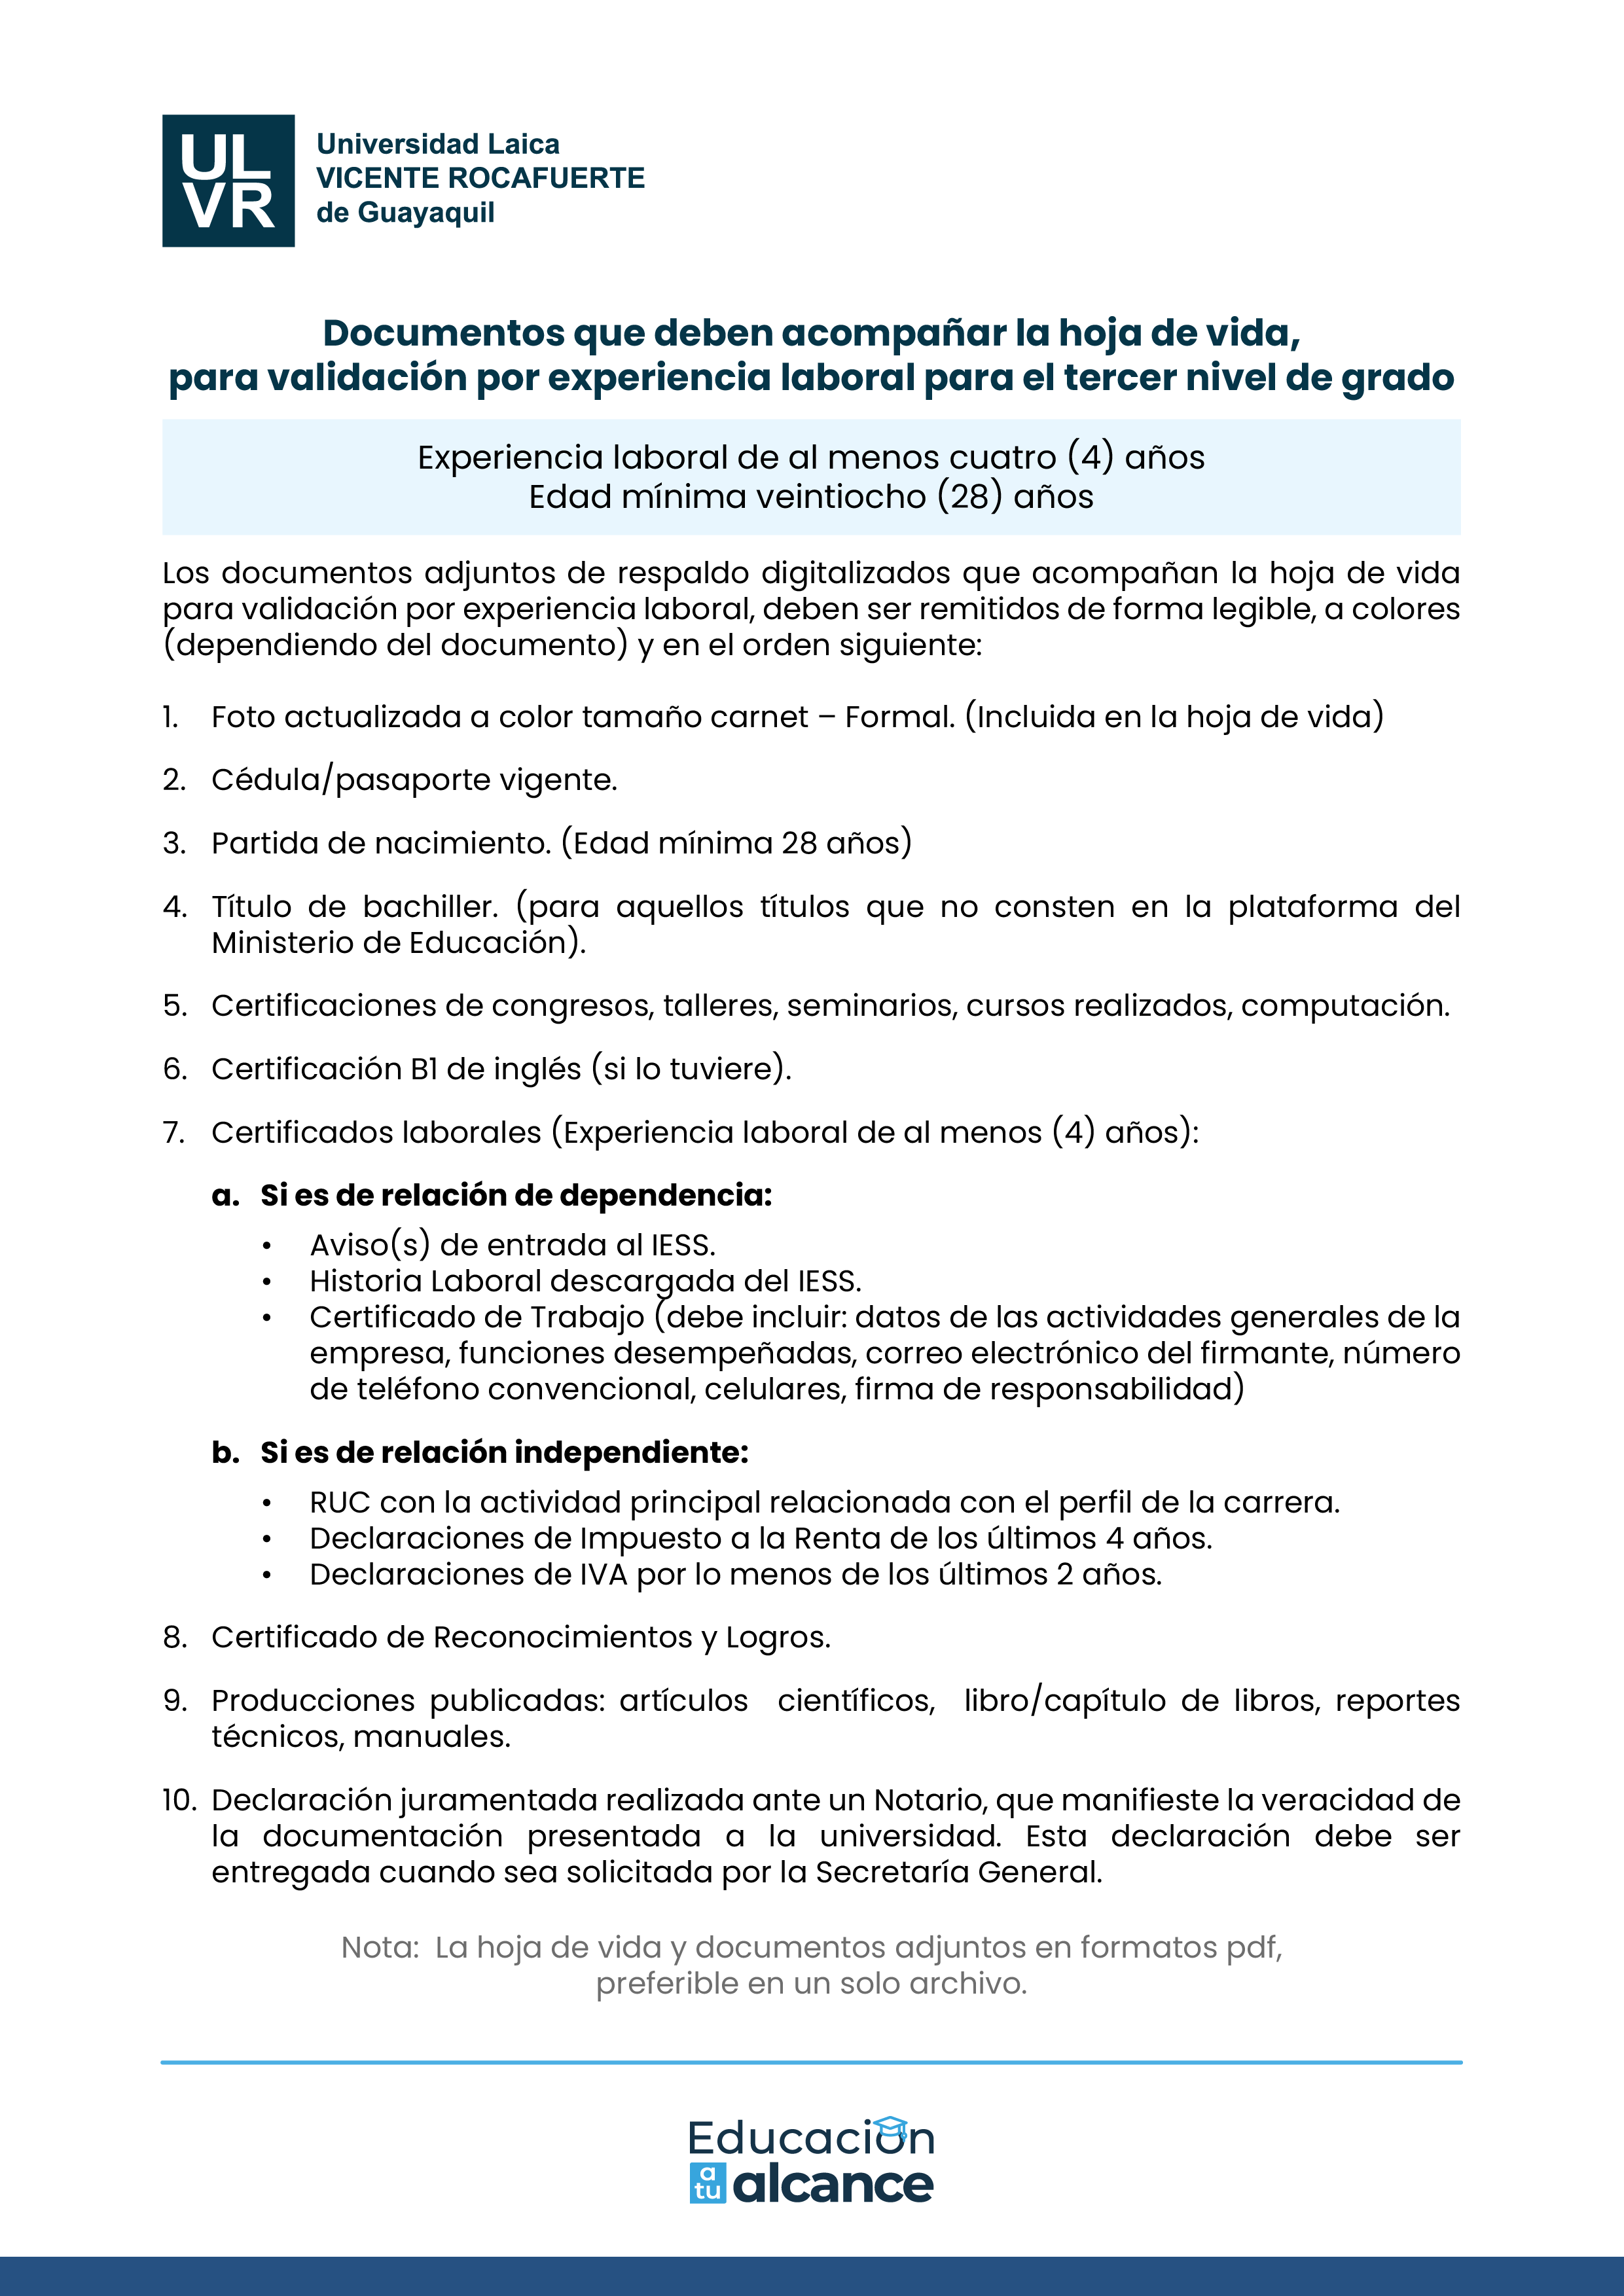 UL
VR
Universidad Laica
VICENTE ROCAFUERTE
de Guayaquil
Documentos que deben acompañar la hoja de vida,
para validación por experiencia laboral para el tercer nivel de grado
Experiencia laboral de al menos cuatro (4) años
Edad mínima veintiocho (28) años
Los documentos adjuntos de respaldo digitalizados que acompañan la hoja de vida
para validación por experiencia laboral, deben ser remitidos de forma legible, a colores
(dependiendo del documento) y en el orden siguiente:
1. Foto actualizada a color tamaño carnet – Formal. (Incluida en la hoja de vida)
2. Cédula/pasaporte vigente.
3. Partida de nacimiento. (Edad mínima 28 años)
4. Título de bachiller. (para aquellos títulos que no consten en la plataforma del
Ministerio de Educación).
5. Certificaciones de congresos, talleres, seminarios, cursos realizados, computación.
6. Certificación B1 de inglés (si lo tuviere).
7. Certificados laborales (Experiencia laboral de al menos (4) años):
a. Si es de relación de dependencia:
• Aviso(s) de entrada al IESS.
• Historia Laboral descargada del IESS.
• Certificado de Trabajo (debe incluir: datos de las actividades generales de la
empresa, funciones desempeñadas, correo electrónico del firmante, número
de teléfono convencional, celulares, firma de responsabilidad)
b. Si es de relación independiente:
• RUC con la actividad principal relacionada con el perfil de la carrera.
• Declaraciones de Impuesto a la Renta de los últimos 4 años.
• Declaraciones de IVA por lo menos de los últimos 2 años.
8. Certificado de Reconocimientos y Logros.
9. Producciones publicadas: artículos científicos, libro/capítulo de libros, reportes
técnicos, manuales.
10. Declaración juramentada realizada ante un Notario, que manifieste la veracidad de
la documentación presentada a la universidad. Esta declaración debe ser
entregada cuando sea solicitada por la Secretaría General.
Nota: La hoja de vida y documentos adjuntos en formatos pdf,
preferible en un solo archivo.
Educación
a tu alcance